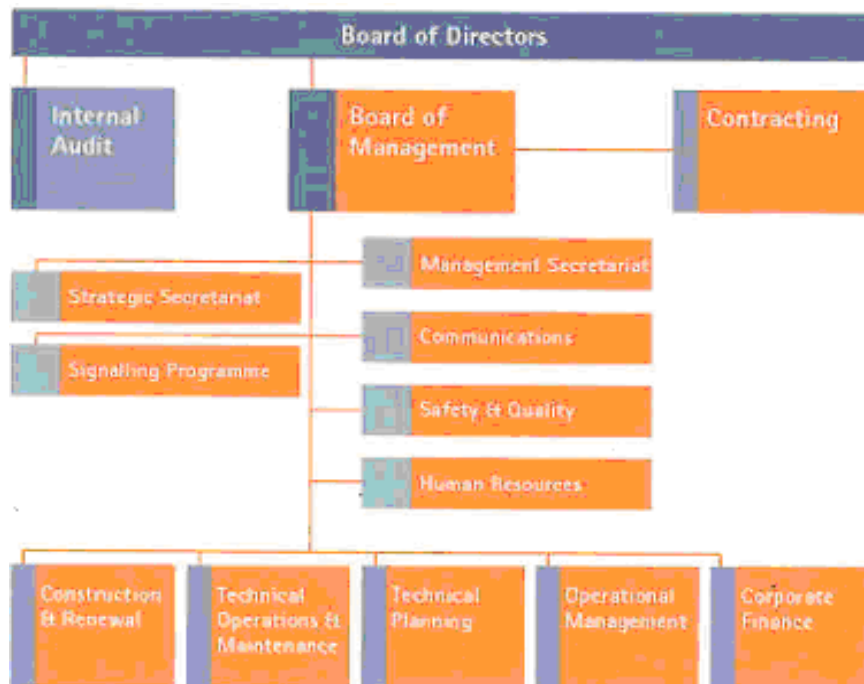 Board of Directors
Internal
Audit
Board of
Management
Contracting
Management Secretariat
Strategic Secretariat
Communications
Signalling Programme
Safety & Quality
Human Resources
Construction
& Renewal
Technical
Operations &
Maintenance
Technical
Planning
Operational
Management
Corporate
Finance